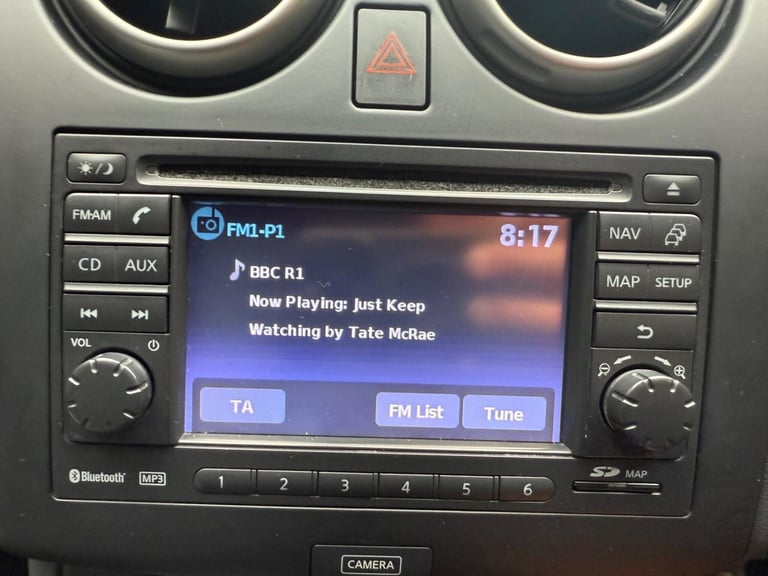 FM·AM
CD AUX
VOL
FM1-P1 8:17
BBC R1
Now Playing: Just Keep
Watching by Tate McRae
TA FM List Tune
NAV
MAP SETUP
Bluetooth MP3 1 2 3 4 5 6 SD MAP
CAMERA